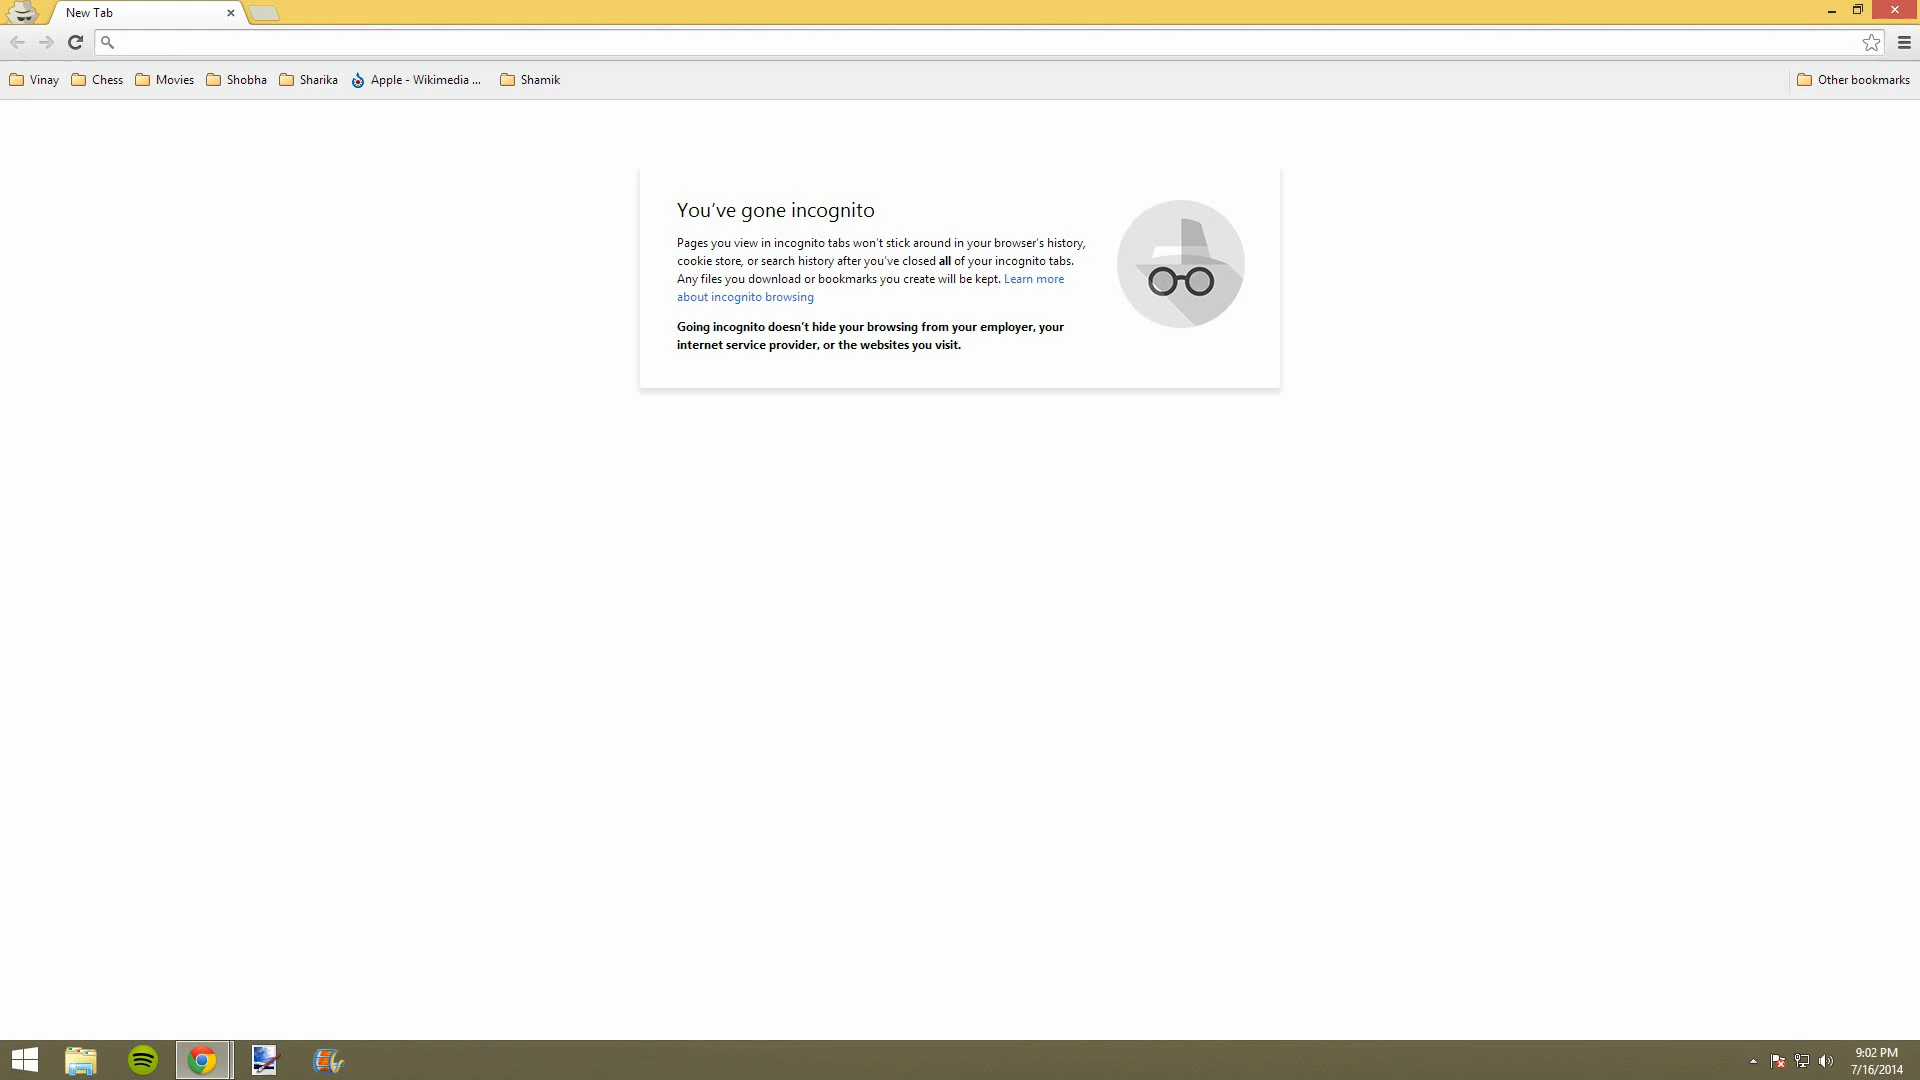 New Tab
Vinay Chess Movies Shobha Sharika Apple - Wikimedia ... Shamik Other bookmarks
You've gone incognito
Pages you view in incognito tabs won't stick around in your browser's history,
cookie store, or search history after you've closed all of your incognito tabs.
Any files you download or bookmarks you create will be kept. Learn more
about incognito browsing
Going incognito doesn't hide your browsing from your employer, your
internet service provider, or the websites you visit.
9:02 PM
7/16/2014